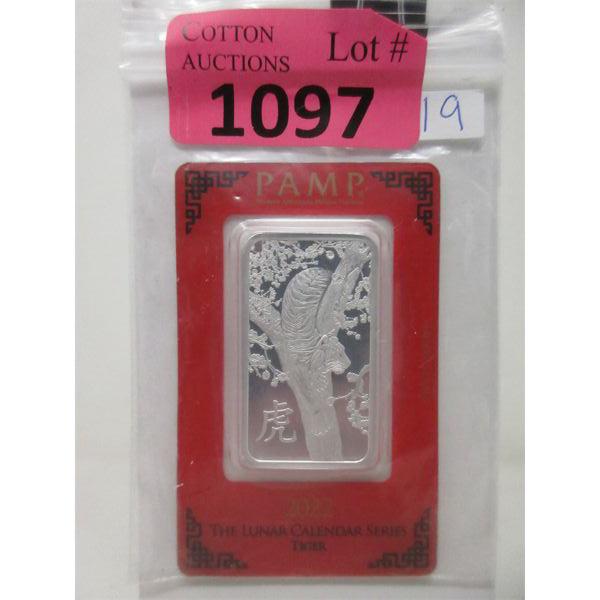 COTTON
AUCTIONS
Lot #
1097
19
PAMP
虎
2022
THE LUNAR CALENDAR SERIES
TIGER